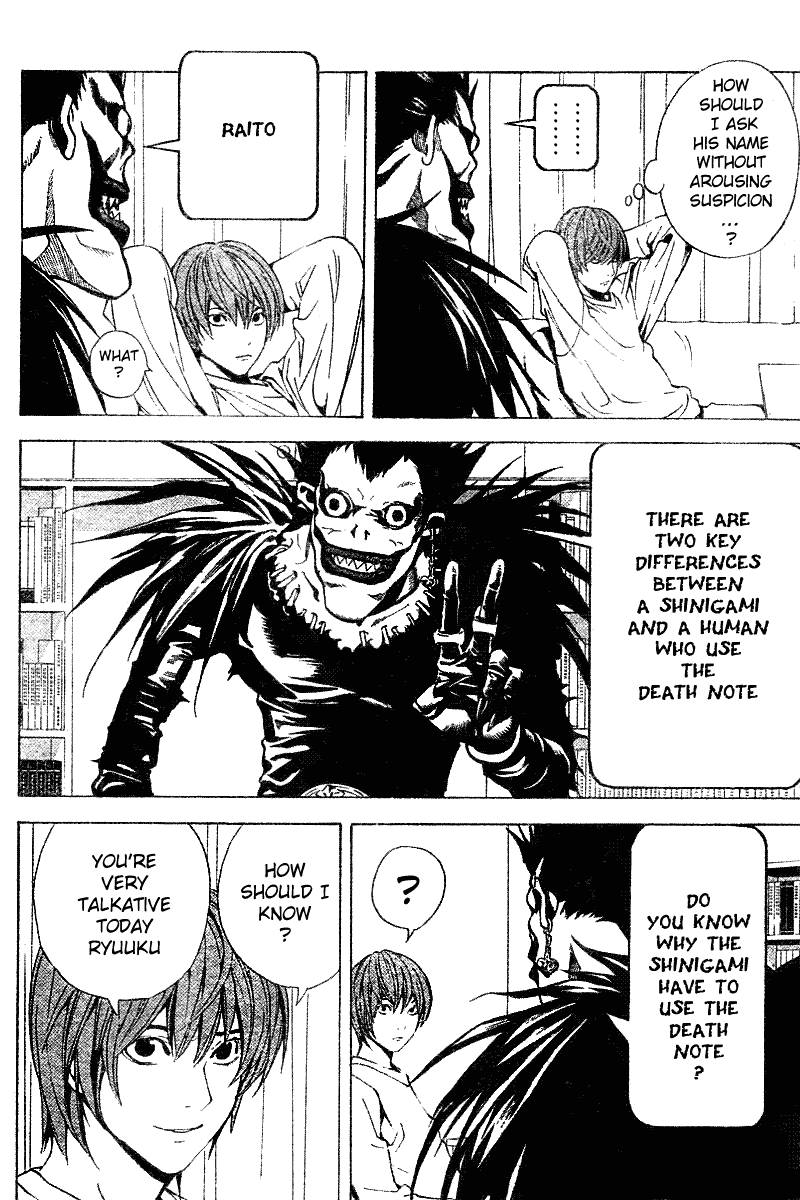 HOW
SHOULD
I ASK
HIS NAME
WITHOUT
AROUSING
SUSPICION
...
?
RAITO
WHAT
?
THERE ARE
TWO KEY
DIFFERENCES
BETWEEN
A SHINIGAMI
AND A HUMAN
WHO USE
THE
DEATH NOTE
DO
YOU KNOW
WHY THE
SHINIGAMI
HAVE TO
USE THE
DEATH
NOTE
?
?
HOW
SHOULD I
KNOW
?
YOU'RE
VERY
TALKATIVE
TODAY
RYUUKU